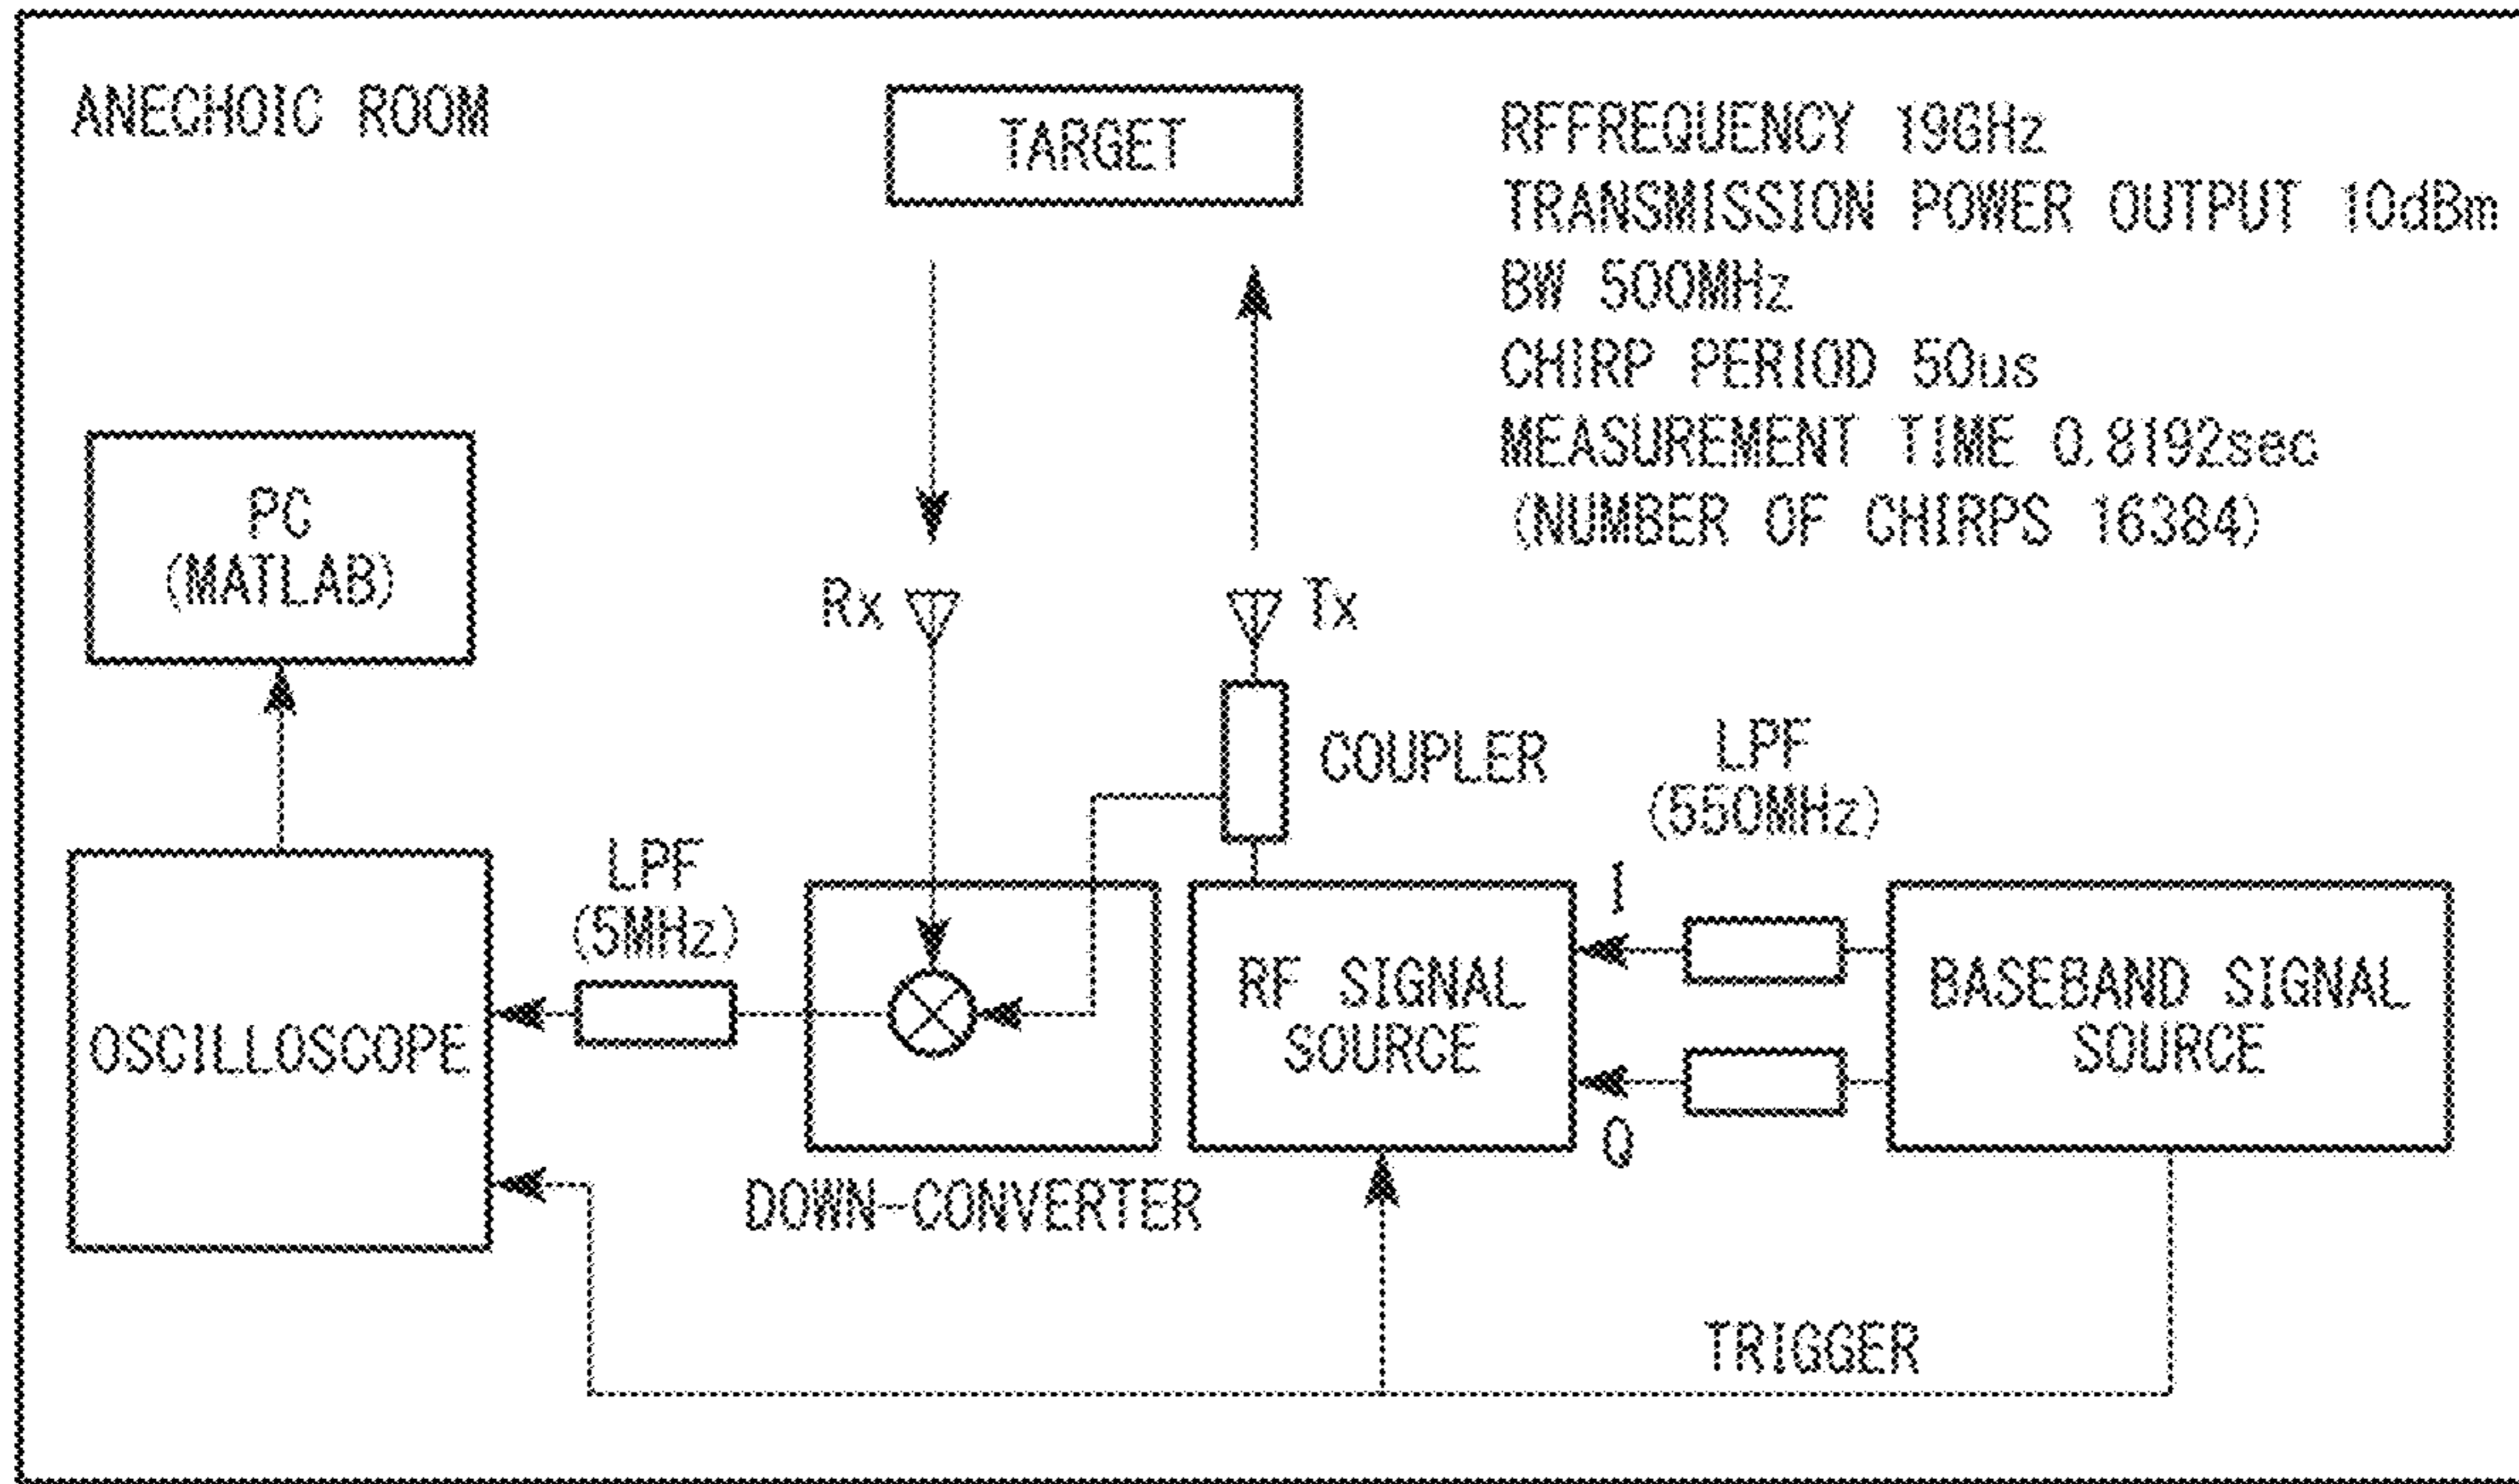 ANECHOIC ROOM
TARGET
RFFREQUENCY 19GHz
TRANSMISSION POWER OUTPUT 10dBm
BW 500MHz
CHIRP PERIOD 50us
MEASUREMENT TIME 0.8192sec
(NUMBER OF CHIRPS 16384)
PC
(MATLAB)
Rx
Tx
COUPLER
LPF
(550MHz)
LPF
(5MHz)
I
OSCILLOSCOPE
RF SIGNAL
SOURCE
BASEBAND SIGNAL
SOURCE
Q
DOWN-CONVERTER
TRIGGER